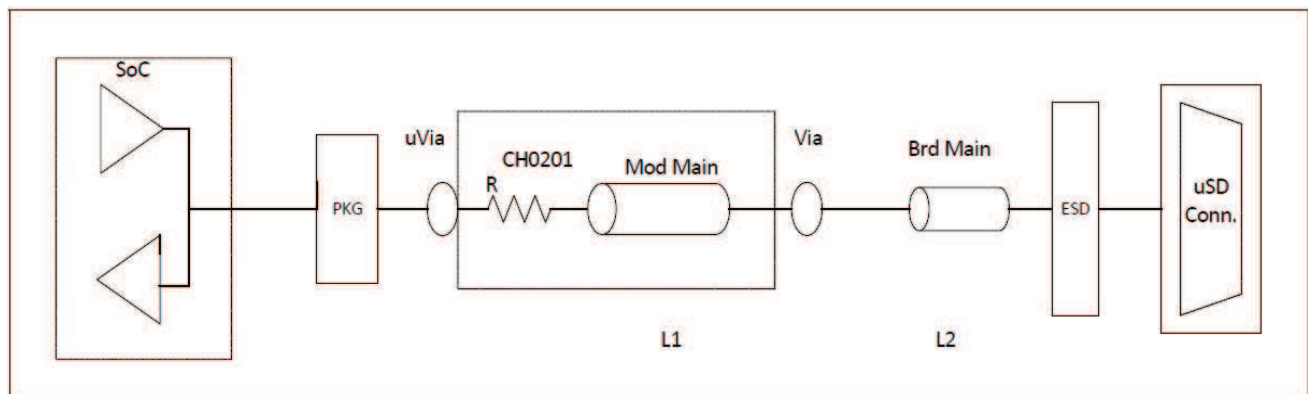 SoC
PKG
uVia
CH0201
R
Mod Main
L1
Via
Brd Main
L2
ESD
uSD
Conn.